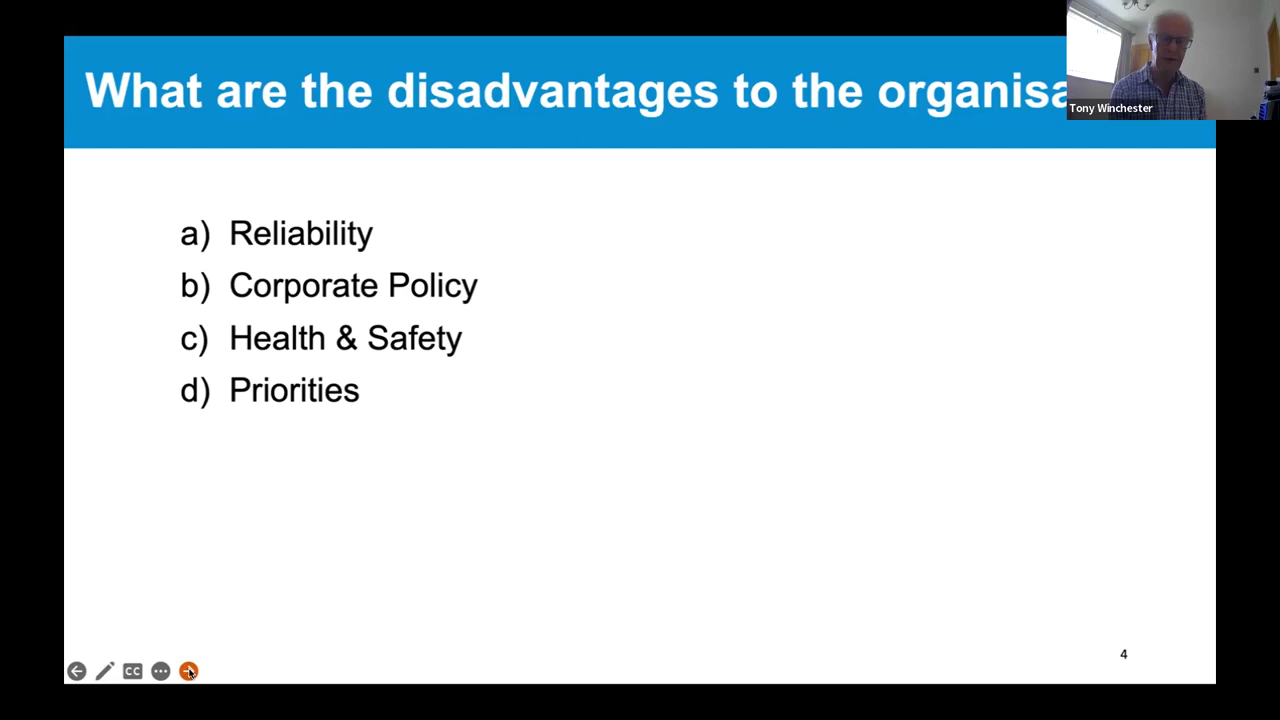 What are the disadvantages to the organisa
Tony Winchester
a) Reliability
b) Corporate Policy
c) Health & Safety
d) Priorities
4
CC